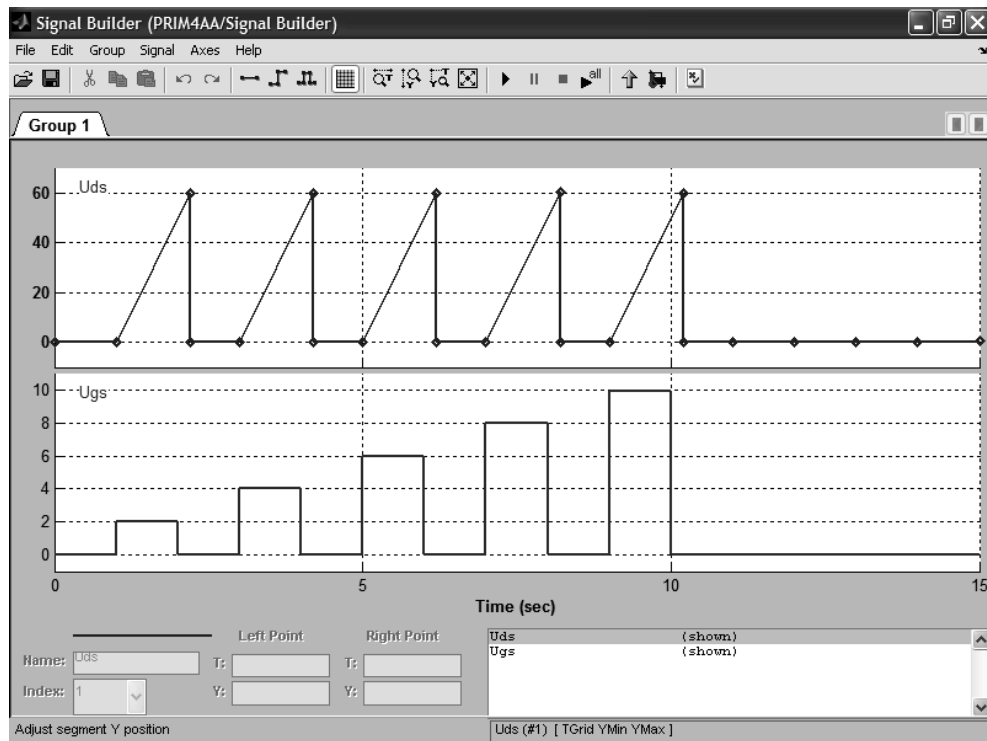 Signal Builder (PRIM4AA/Signal Builder)
File Edit Group Signal Axes Help
all
Group 1
Uds
60
40
20
0
Ugs
10
8
6
4
2
0
0 5 10 15
Time (sec)
Left Point Right Point
Name: Uds T: T:
Index: 1 Y: Y:
Uds (shown)
Ugs (shown)
Adjust segment Y position
Uds (#1) [ TGrid YMin YMax ]